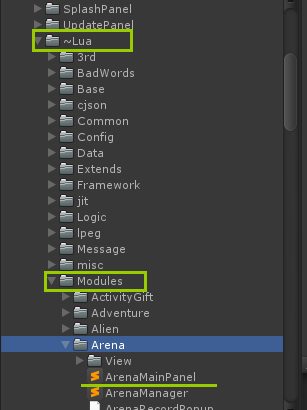 SplashPanel
UpdatePanel
~Lua
3rd
BadWords
Base
cjson
Common
Config
Data
Extends
Framework
jit
Logic
lpeg
Message
misc
Modules
ActivityGift
Adventure
Alien
Arena
View
ArenaMainPanel
ArenaManager
ArenaRecordPopup